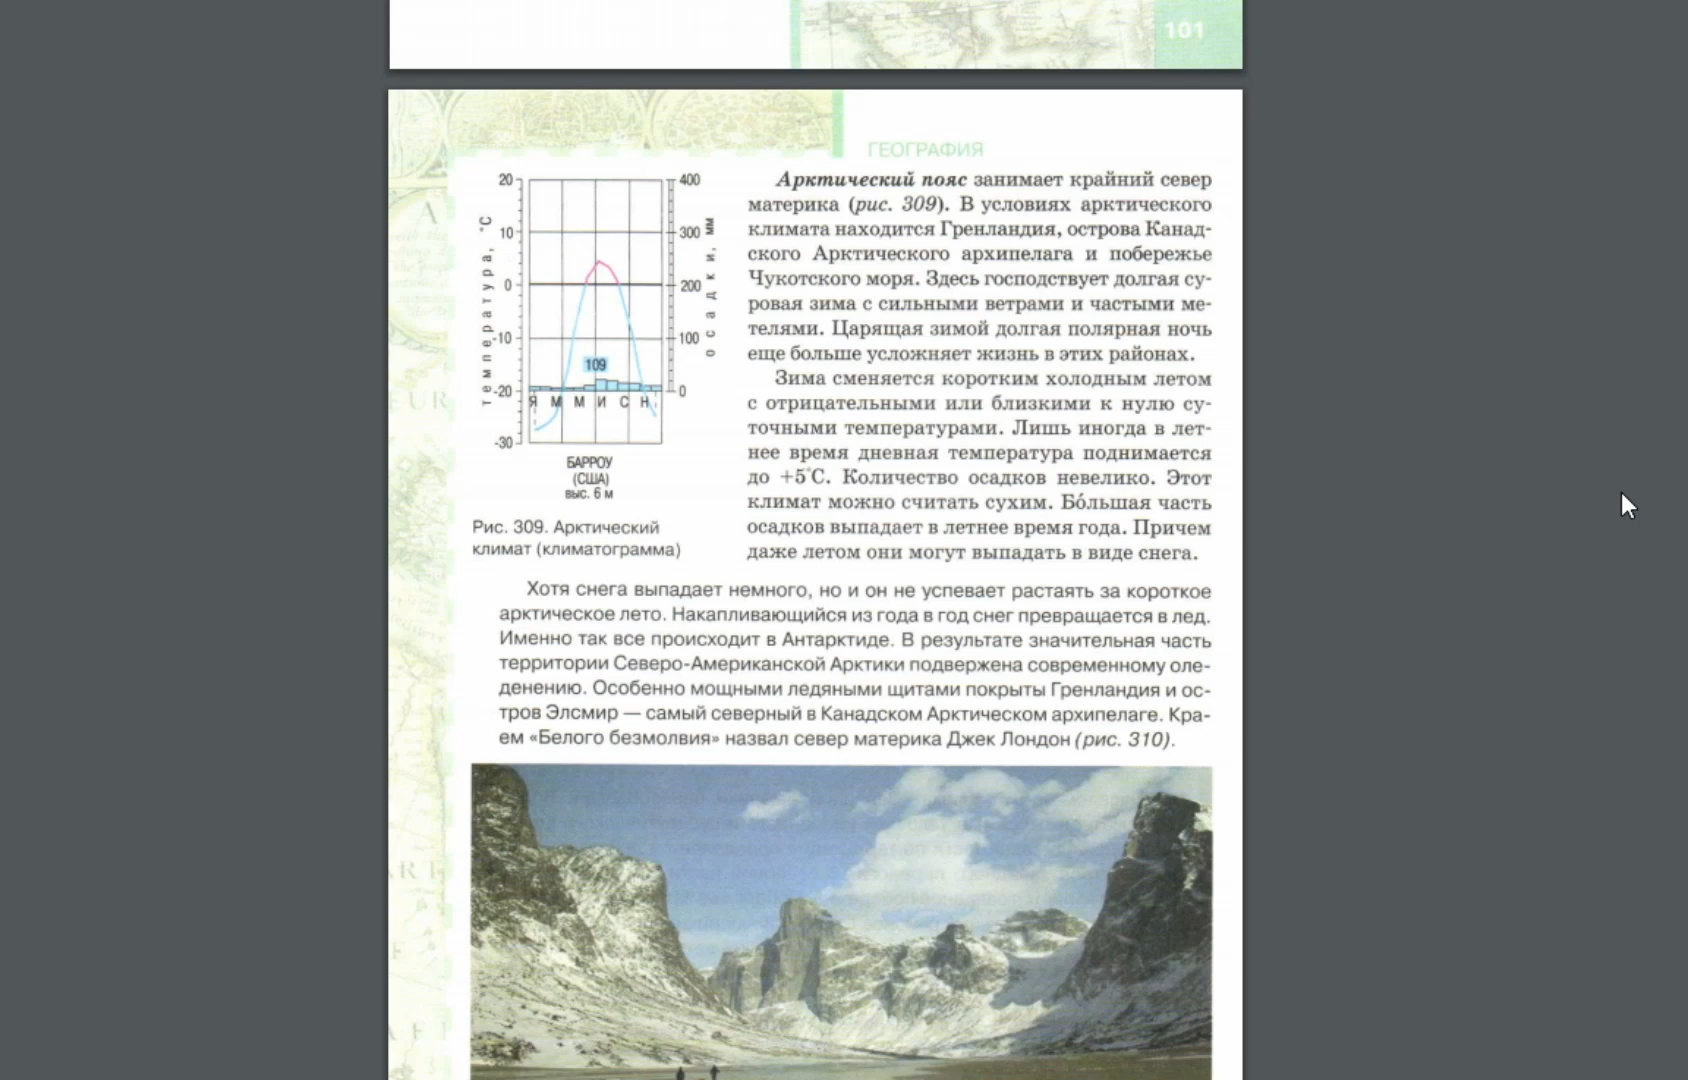 101
ГЕОГРАФИЯ
20
10
0
-10
-20
-30
температура, °С
400
300
200
100
0
осадки, мм
109
Я М М И С Н
БАРРОУ
(США)
выс. 6 м
Рис. 309. Арктический
климат (климатограмма)
Арктический пояс занимает крайний север
материка (рис. 309). В условиях арктического
климата находится Гренландия, острова Канад-
ского Арктического архипелага и побережье
Чукотского моря. Здесь господствует долгая су-
ровая зима с сильными ветрами и частыми ме-
телями. Царящая зимой долгая полярная ночь
еще больше усложняет жизнь в этих районах.
Зима сменяется коротким холодным летом
с отрицательными или близкими к нулю су-
точными температурами. Лишь иногда в лет-
нее время дневная температура поднимается
до +5°С. Количество осадков невелико. Этот
климат можно считать сухим. Бо́льшая часть
осадков выпадает в летнее время года. Причем
даже летом они могут выпадать в виде снега.
Хотя снега выпадает немного, но и он не успевает растаять за короткое
арктическое лето. Накапливающийся из года в год снег превращается в лед.
Именно так все происходит в Антарктиде. В результате значительная часть
территории Северо-Американской Арктики подвержена современному оле-
денению. Особенно мощными ледяными щитами покрыты Гренландия и ос-
тров Элсмир — самый северный в Канадском Арктическом архипелаге. Кра-
ем «Белого безмолвия» назвал север материка Джек Лондон (рис. 310).